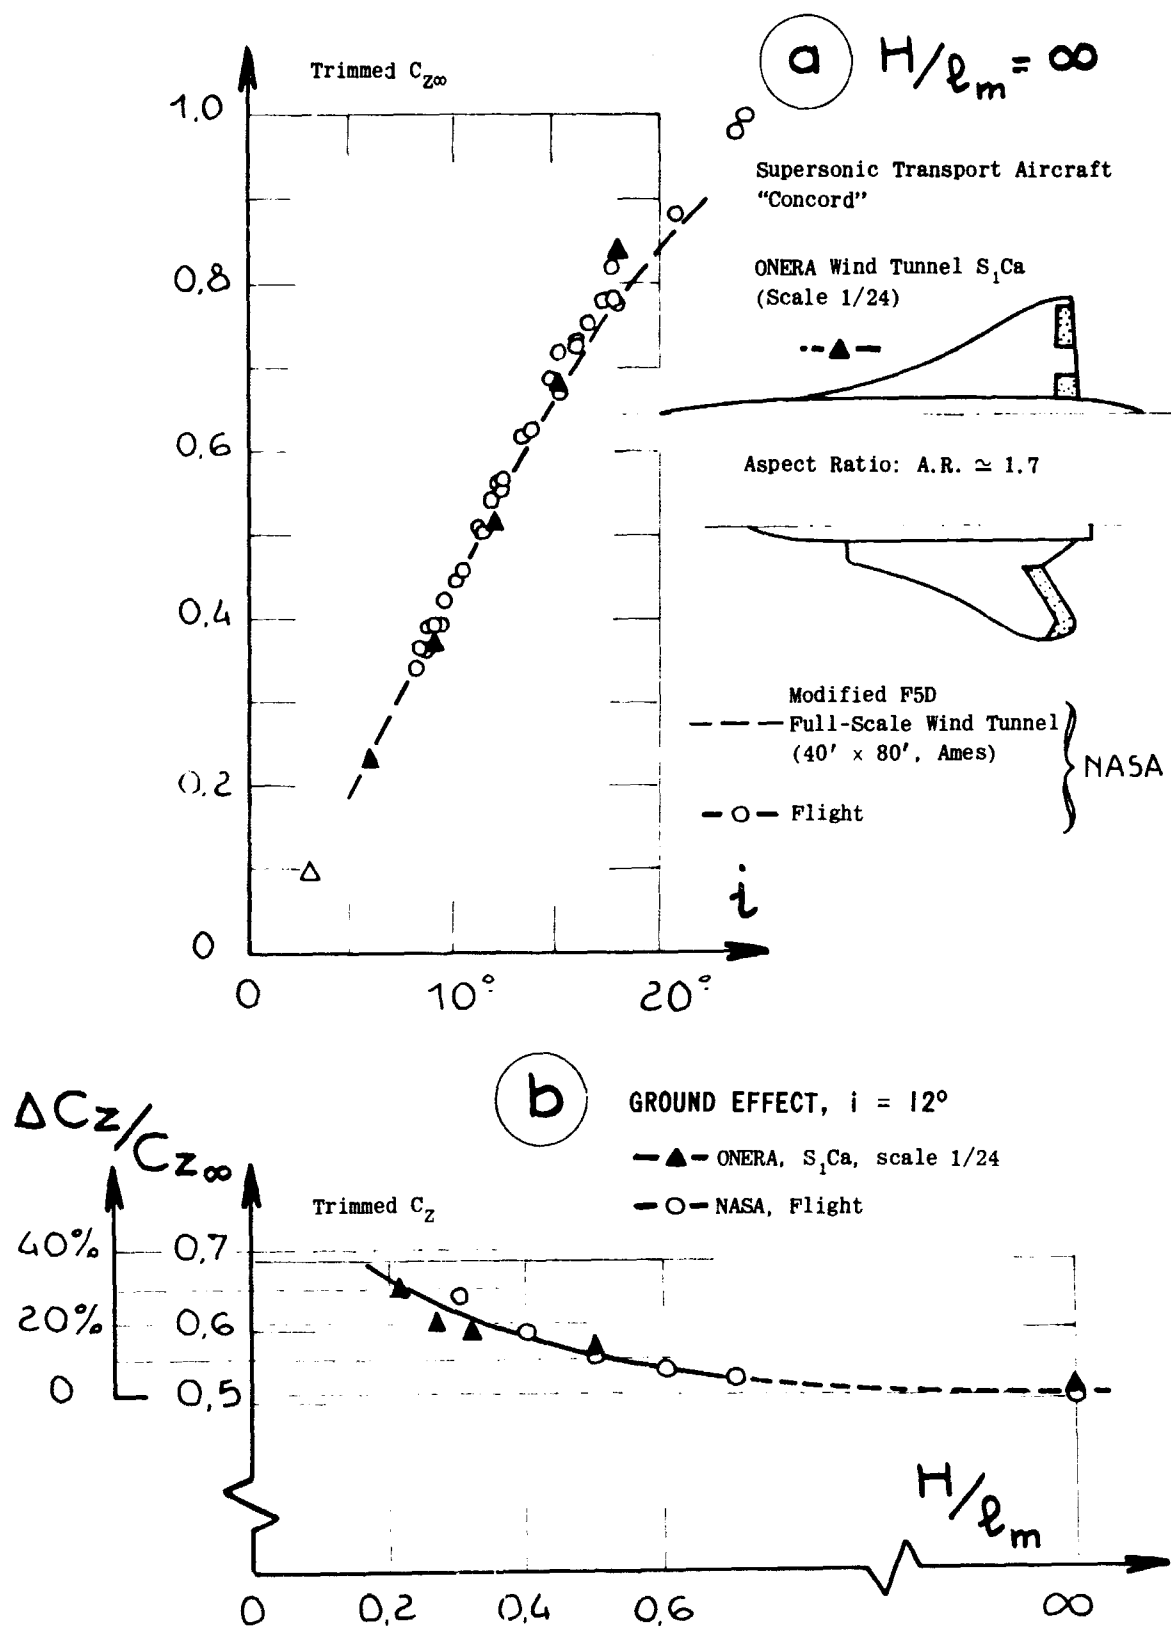 a H/ℓm = ∞
Trimmed Cz∞
1.0
0.8
0.6
0.4
0.2
0
0 10° 20°
i
Supersonic Transport Aircraft
"Concord"
ONERA Wind Tunnel S₁Ca
(Scale 1/24)
Aspect Ratio: A.R. ≃ 1.7
Modified F5D
Full-Scale Wind Tunnel
(40' x 80', Ames)
Flight
NASA
b GROUND EFFECT, i = 12°
ONERA, S₁Ca, scale 1/24
NASA, Flight
ΔCz/Cz∞
Trimmed Cz
40% 0,7
20% 0,6
0 0,5
H/ℓm
0 0,2 0,4 0,6 ∞